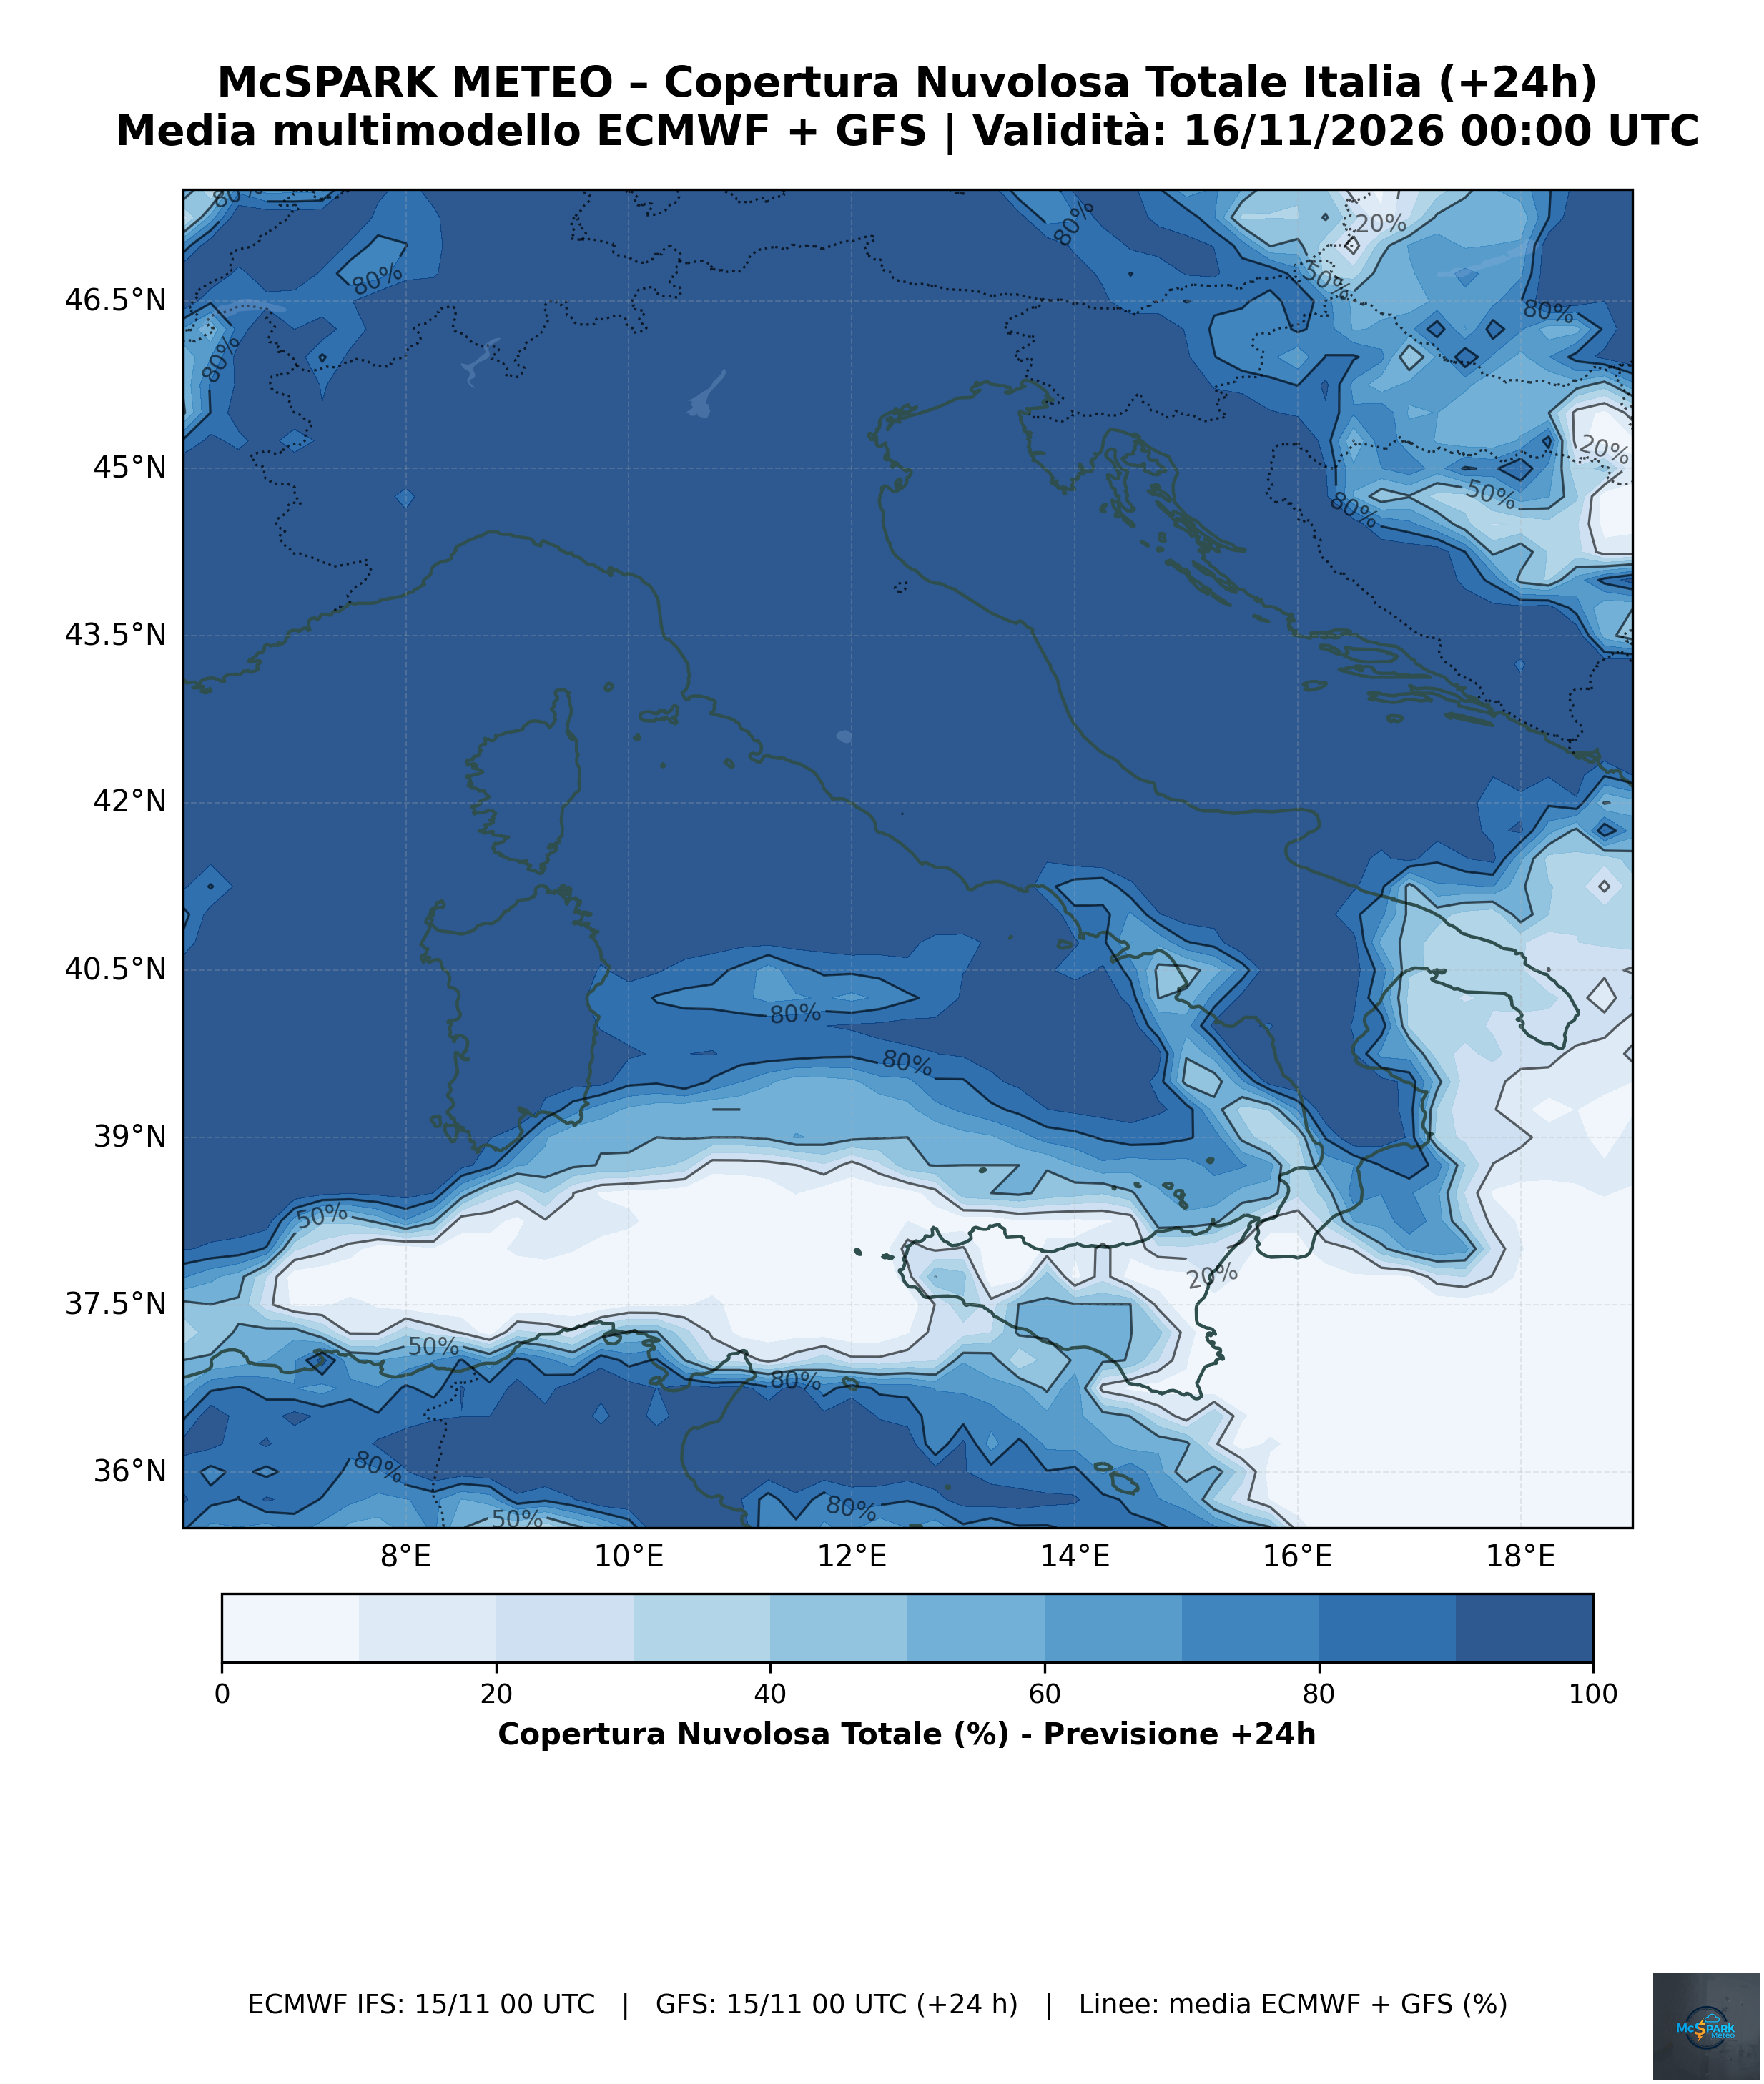 McSPARK METEO – Copertura Nuvolosa Totale Italia (+24h)
Media multimodello ECMWF + GFS | Validità: 16/11/2026 00:00 UTC
80%
80%
20%
80%
50%
46.5°N
80%
80%
20%
45°N
50%
80%
43.5°N
42°N
40.5°N
80%
80%
39°N
50%
20%
37.5°N
50%
80%
36°N
80%
80%
50%
8°E 10°E 12°E 14°E 16°E 18°E
0 20 40 60 80 100
Copertura Nuvolosa Totale (%) - Previsione +24h
ECMWF IFS: 15/11 00 UTC | GFS: 15/11 00 UTC (+24 h) | Linee: media ECMWF + GFS (%)
McSPARK
Meteo